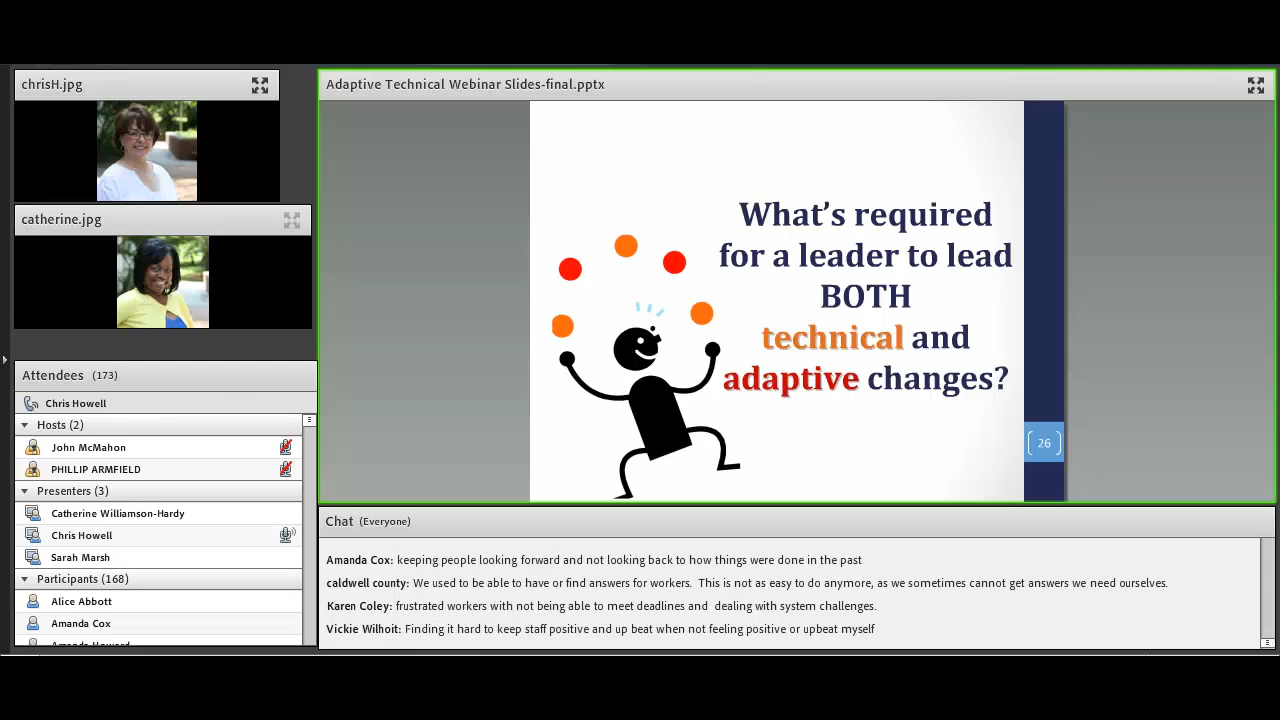 chrisH.jpg
catherine.jpg
Attendees (173)
Chris Howell
Hosts (2)
John McMahon
PHILLIP ARMFIELD
Presenters (3)
Catherine Williamson-Hardy
Chris Howell
Sarah Marsh
Participants (168)
Alice Abbott
Amanda Cox
Amanda Howard
Adaptive Technical Webinar Slides-final.pptx
What's required
for a leader to lead
BOTH
technical and
adaptive changes?
26
Chat (Everyone)
Amanda Cox: keeping people looking forward and not looking back to how things were done in the past
caldwell county: We used to be able to have or find answers for workers.  This is not as easy to do anymore, as we sometimes cannot get answers we need ourselves.
Karen Coley: frustrated workers with not being able to meet deadlines and  dealing with system challenges.
Vickie Wilhoit: Finding it hard to keep staff positive and up beat when not feeling positive or upbeat myself